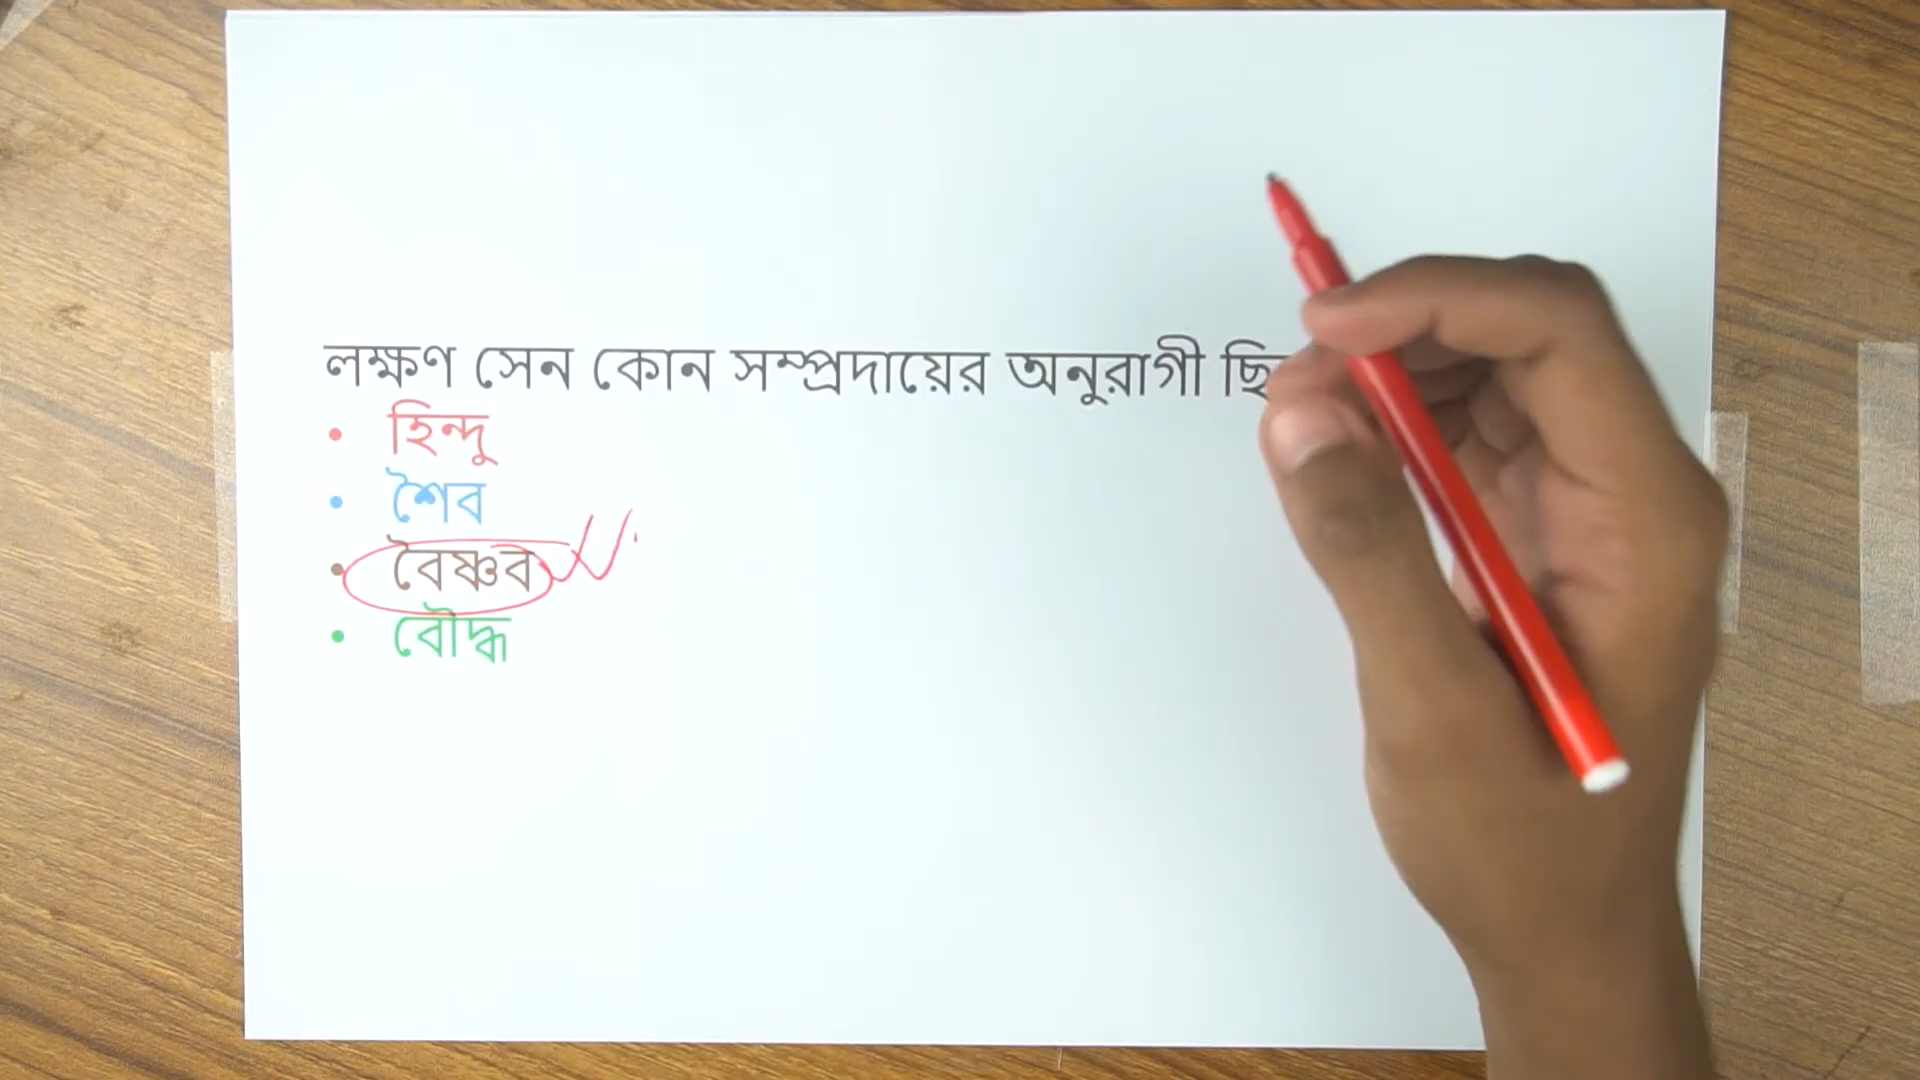 লক্ষণ সেন কোন সম্প্রদায়ের অনুরাগী
• হিন্দু
• শৈব
• বৈষ্ণব
• বৌদ্ধ